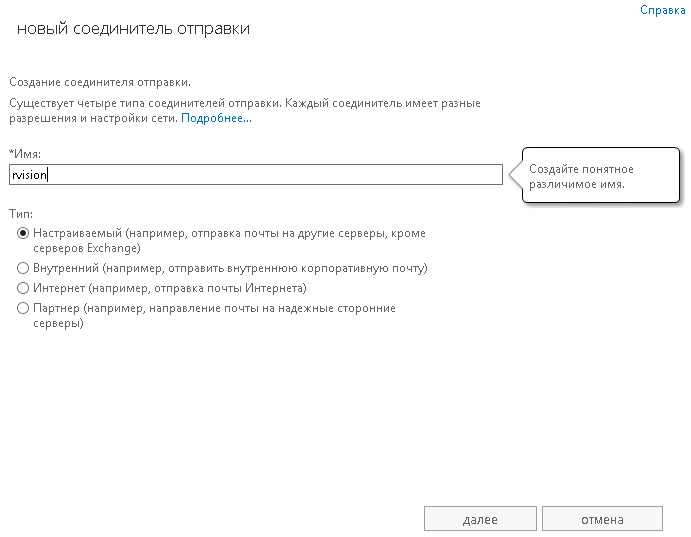 Справка
новый соединитель отправки
Создание соединителя отправки.
Существует четыре типа соединителей отправки. Каждый соединитель имеет разные
разрешения и настройки сети. Подробнее...
*Имя:
rvision
Создайте понятное
различимое имя.
Тип:
Настраиваемый (например, отправка почты на другие серверы, кроме
серверов Exchange)
Внутренний (например, отправить внутреннюю корпоративную почту)
Интернет (например, отправка почты Интернета)
Партнер (например, направление почты на надежные сторонние
серверы)
далее
отмена